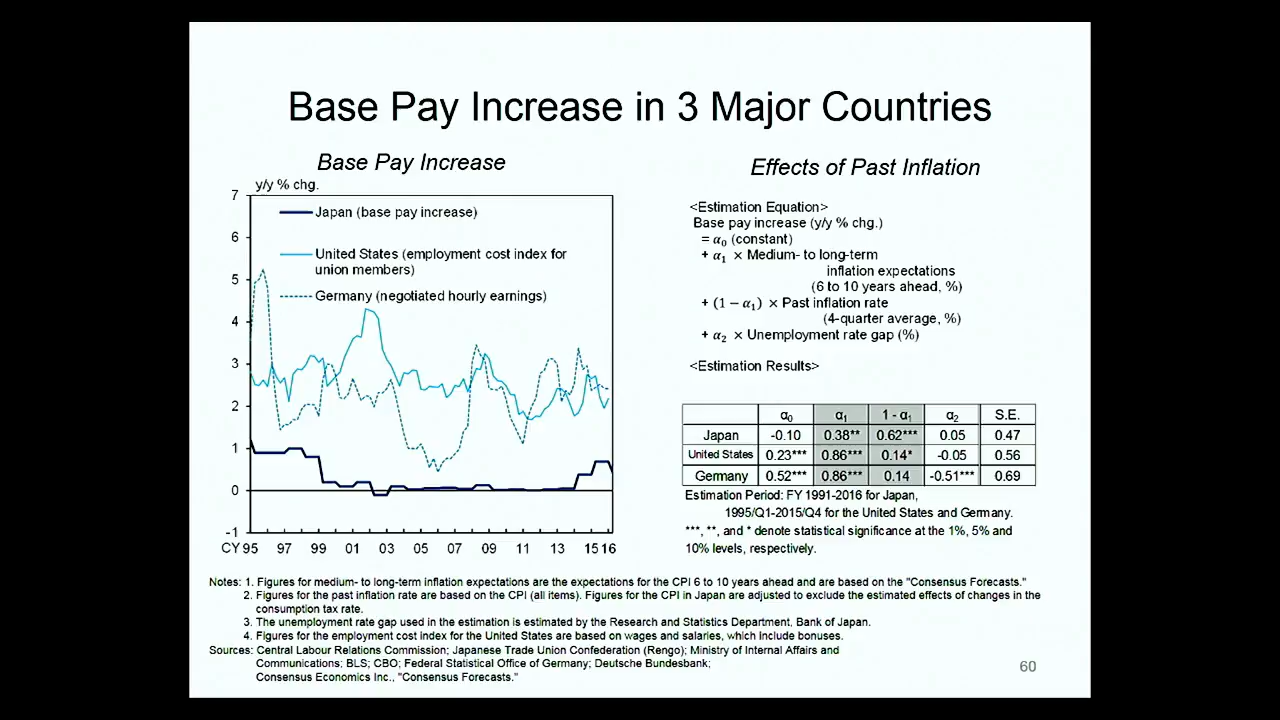 Base Pay Increase in 3 Major Countries
Base Pay Increase
y/y % chg.
7
6
5
4
3
2
1
0
-1
Japan (base pay increase)
United States (employment cost index for
union members)
Germany (negotiated hourly earnings)
CY 95 97 99 01 03 05 07 09 11 13 15 16
Effects of Past Inflation
<Estimation Equation>
Base pay increase (y/y % chg.)
= α₀ (constant)
+ α₁ × Medium- to long-term
inflation expectations
(6 to 10 years ahead, %)
+ (1 − α₁) × Past inflation rate
(4-quarter average, %)
+ α₂ × Unemployment rate gap (%)
<Estimation Results>
α₀ α₁ 1 - α₁ α₂ S.E.
Japan -0.10 0.38** 0.62*** 0.05 0.47
United States 0.23*** 0.86*** 0.14* -0.05 0.56
Germany 0.52*** 0.86*** 0.14 -0.51*** 0.69
Estimation Period: FY 1991-2016 for Japan,
1995/Q1-2015/Q4 for the United States and Germany.
***, **, and * denote statistical significance at the 1%, 5% and
10% levels, respectively.
Notes: 1. Figures for medium- to long-term inflation expectations are the expectations for the CPI 6 to 10 years ahead and are based on the "Consensus Forecasts."
2. Figures for the past inflation rate are based on the CPI (all items). Figures for the CPI in Japan are adjusted to exclude the estimated effects of changes in the
consumption tax rate.
3. The unemployment rate gap used in the estimation is estimated by the Research and Statistics Department, Bank of Japan.
4. Figures for the employment cost index for the United States are based on wages and salaries, which include bonuses.
Sources: Central Labour Relations Commission; Japanese Trade Union Confederation (Rengo); Ministry of Internal Affairs and
Communications; BLS; CBO; Federal Statistical Office of Germany; Deutsche Bundesbank;
Consensus Economics Inc., "Consensus Forecasts."
60